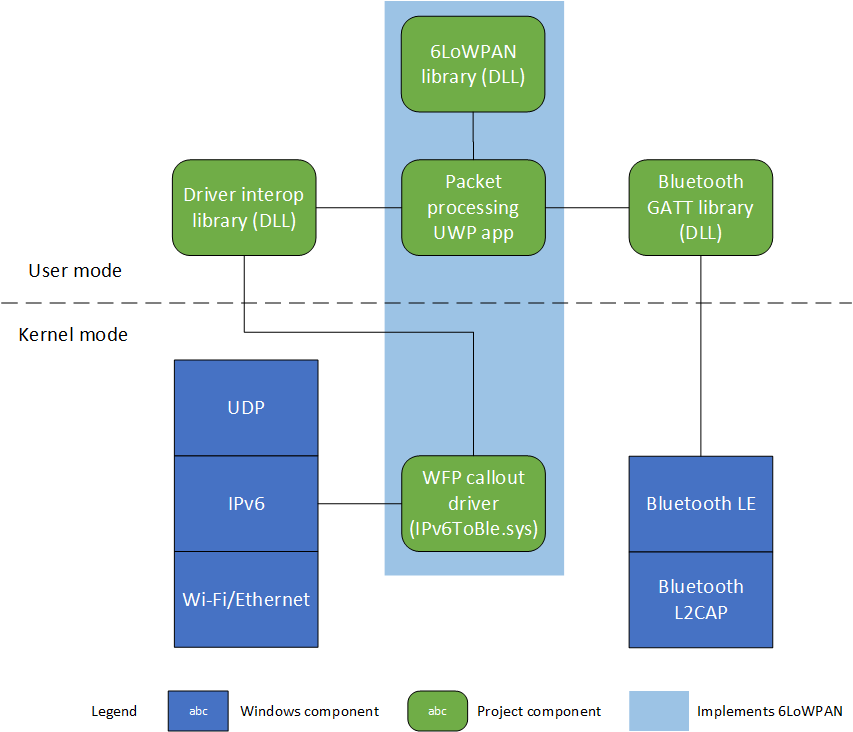 6LoWPAN
library (DLL)
Driver interop
library (DLL)
Packet
processing
UWP app
Bluetooth
GATT library
(DLL)
User mode
Kernel mode
UDP
IPv6
Wi-Fi/Ethernet
WFP callout
driver
(IPv6ToBle.sys)
Bluetooth LE
Bluetooth
L2CAP
Legend
abc
Windows component
abc
Project component
Implements 6LoWPAN